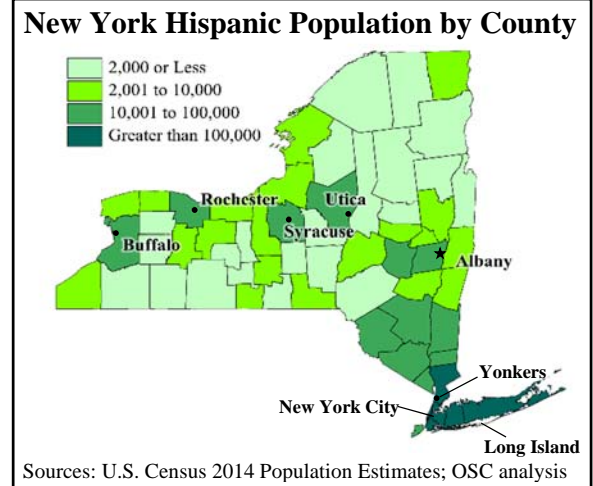 New York Hispanic Population by County
2,000 or Less
2,001 to 10,000
10,001 to 100,000
Greater than 100,000
Rochester
Utica
Syracuse
Buffalo
Albany
Yonkers
New York City
Long Island
Sources: U.S. Census 2014 Population Estimates; OSC analysis